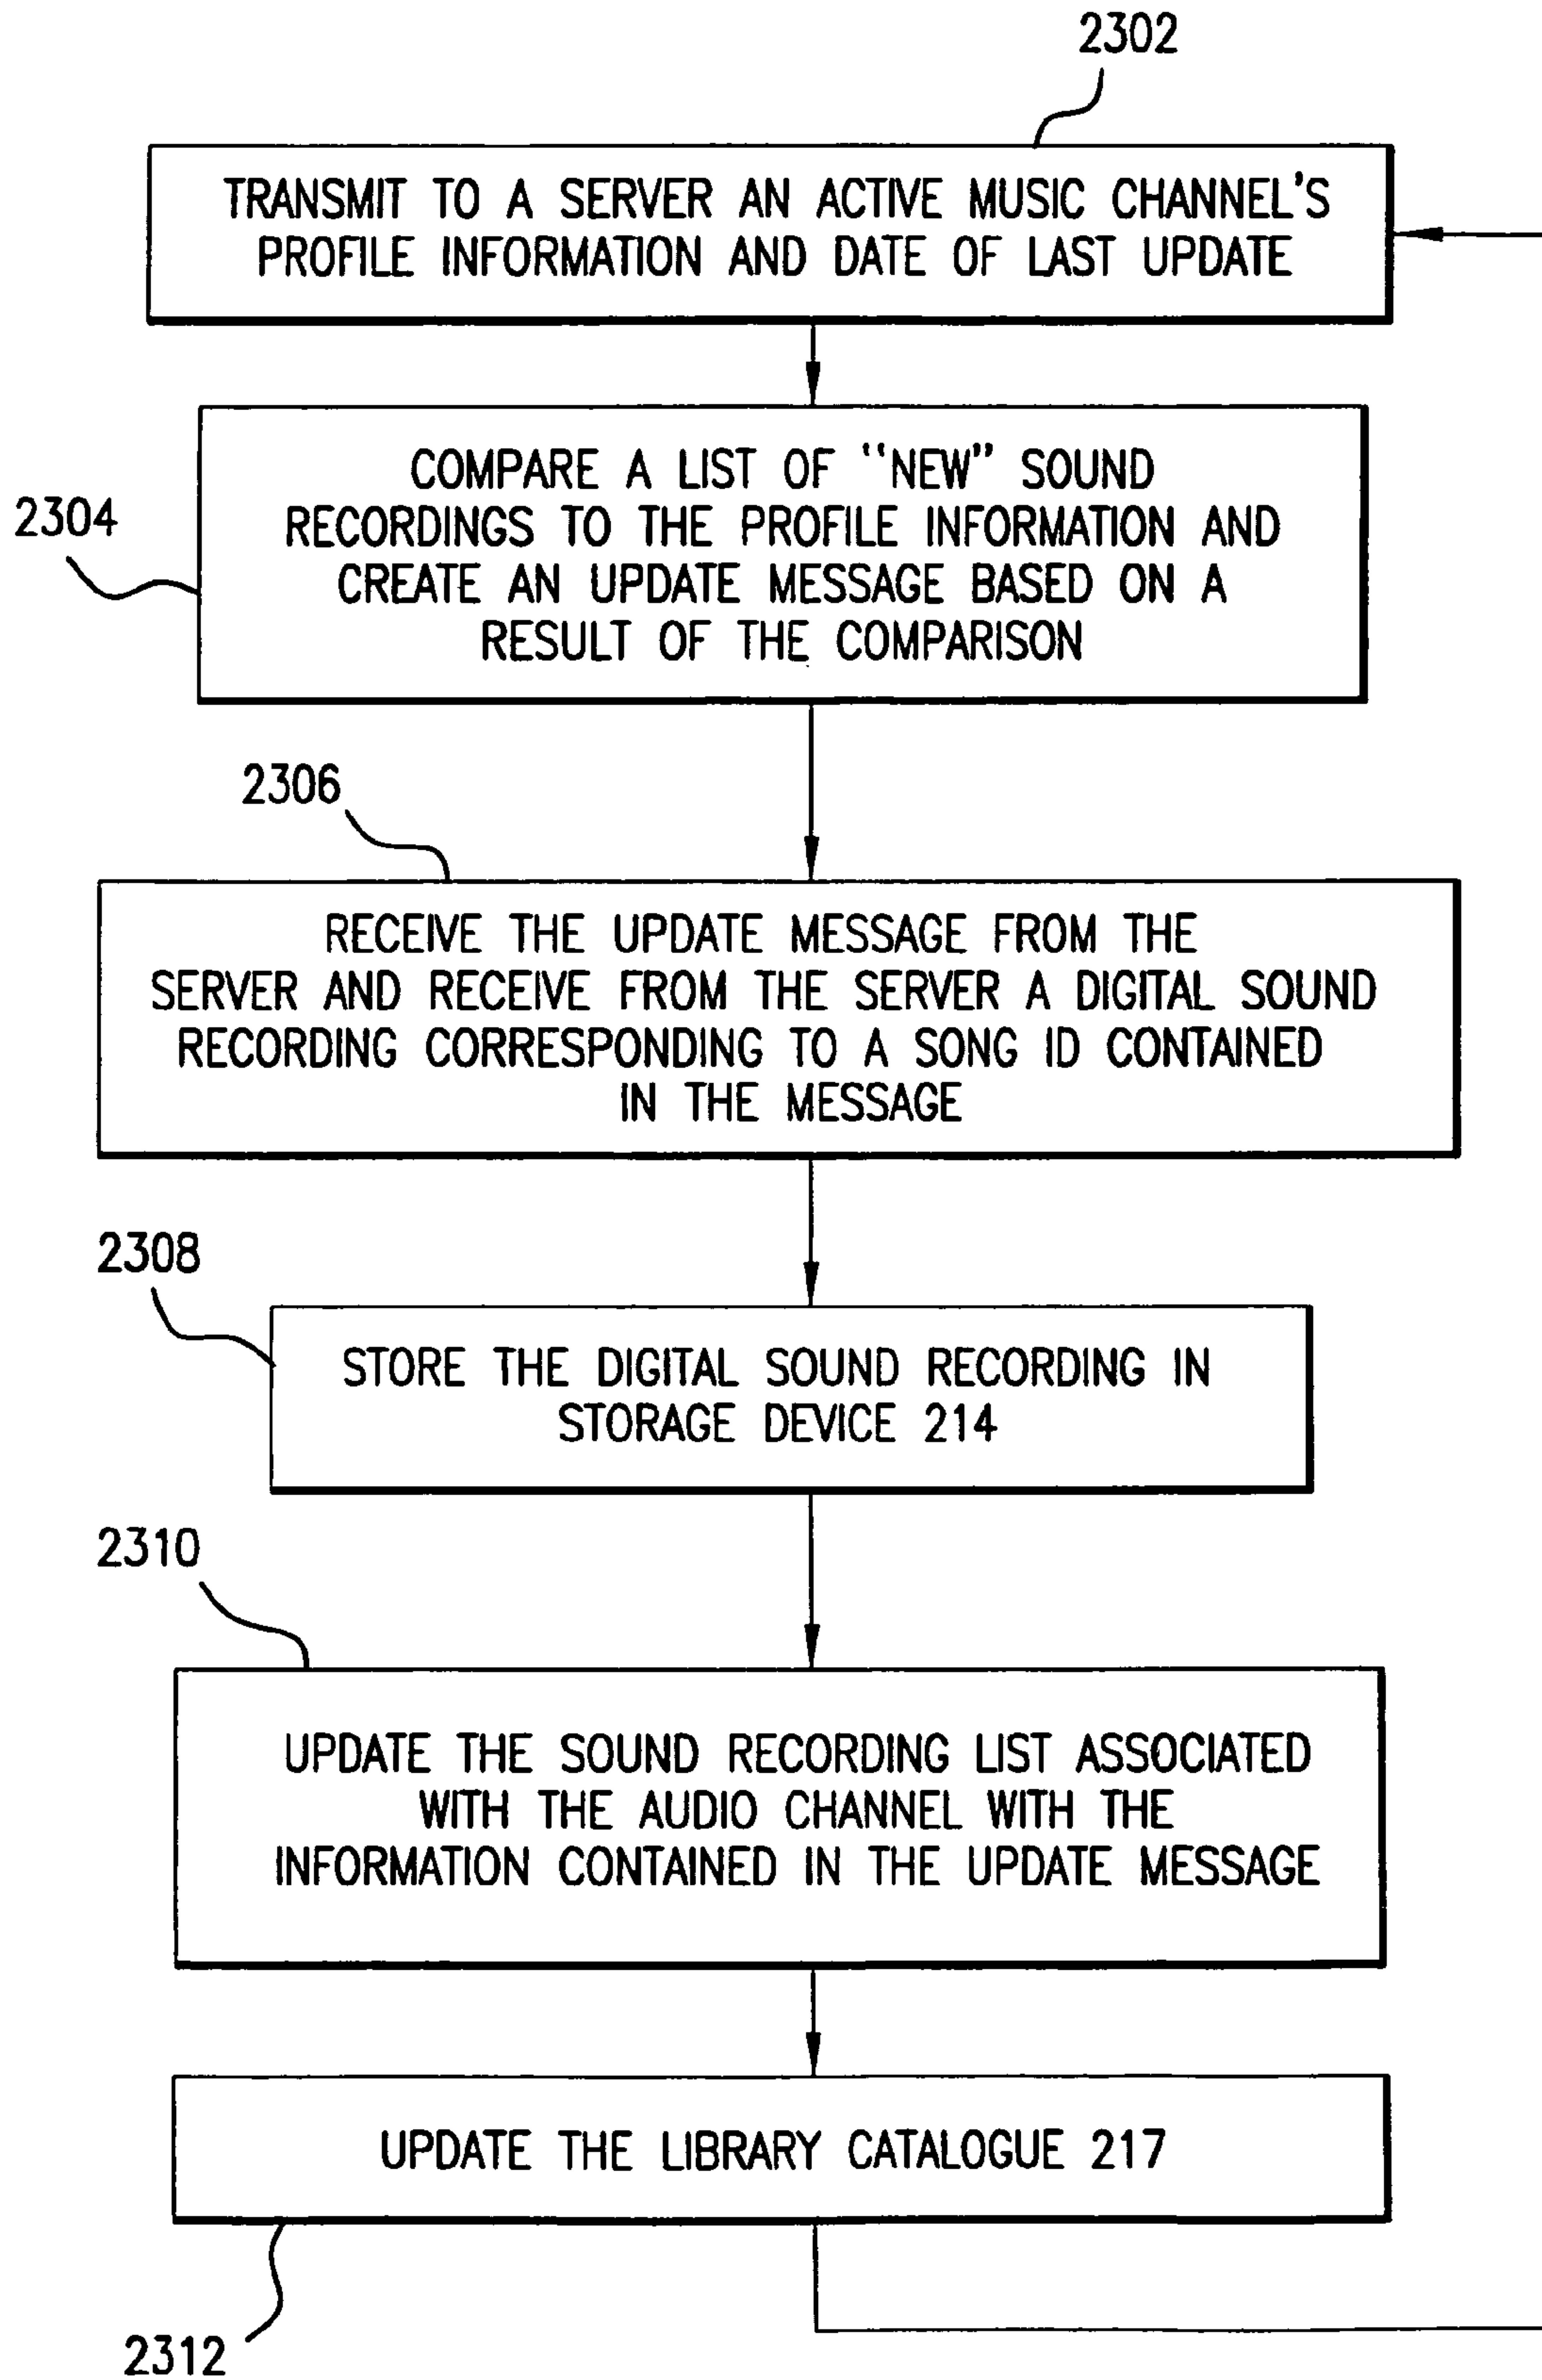 2302
TRANSMIT TO A SERVER AN ACTIVE MUSIC CHANNEL'S
PROFILE INFORMATION AND DATE OF LAST UPDATE
2304
COMPARE A LIST OF "NEW" SOUND
RECORDINGS TO THE PROFILE INFORMATION AND
CREATE AN UPDATE MESSAGE BASED ON A
RESULT OF THE COMPARISON
2306
RECEIVE THE UPDATE MESSAGE FROM THE
SERVER AND RECEIVE FROM THE SERVER A DIGITAL SOUND
RECORDING CORRESPONDING TO A SONG ID CONTAINED
IN THE MESSAGE
2308
STORE THE DIGITAL SOUND RECORDING IN
STORAGE DEVICE 214
2310
UPDATE THE SOUND RECORDING LIST ASSOCIATED
WITH THE AUDIO CHANNEL WITH THE
INFORMATION CONTAINED IN THE UPDATE MESSAGE
UPDATE THE LIBRARY CATALOGUE 217
2312